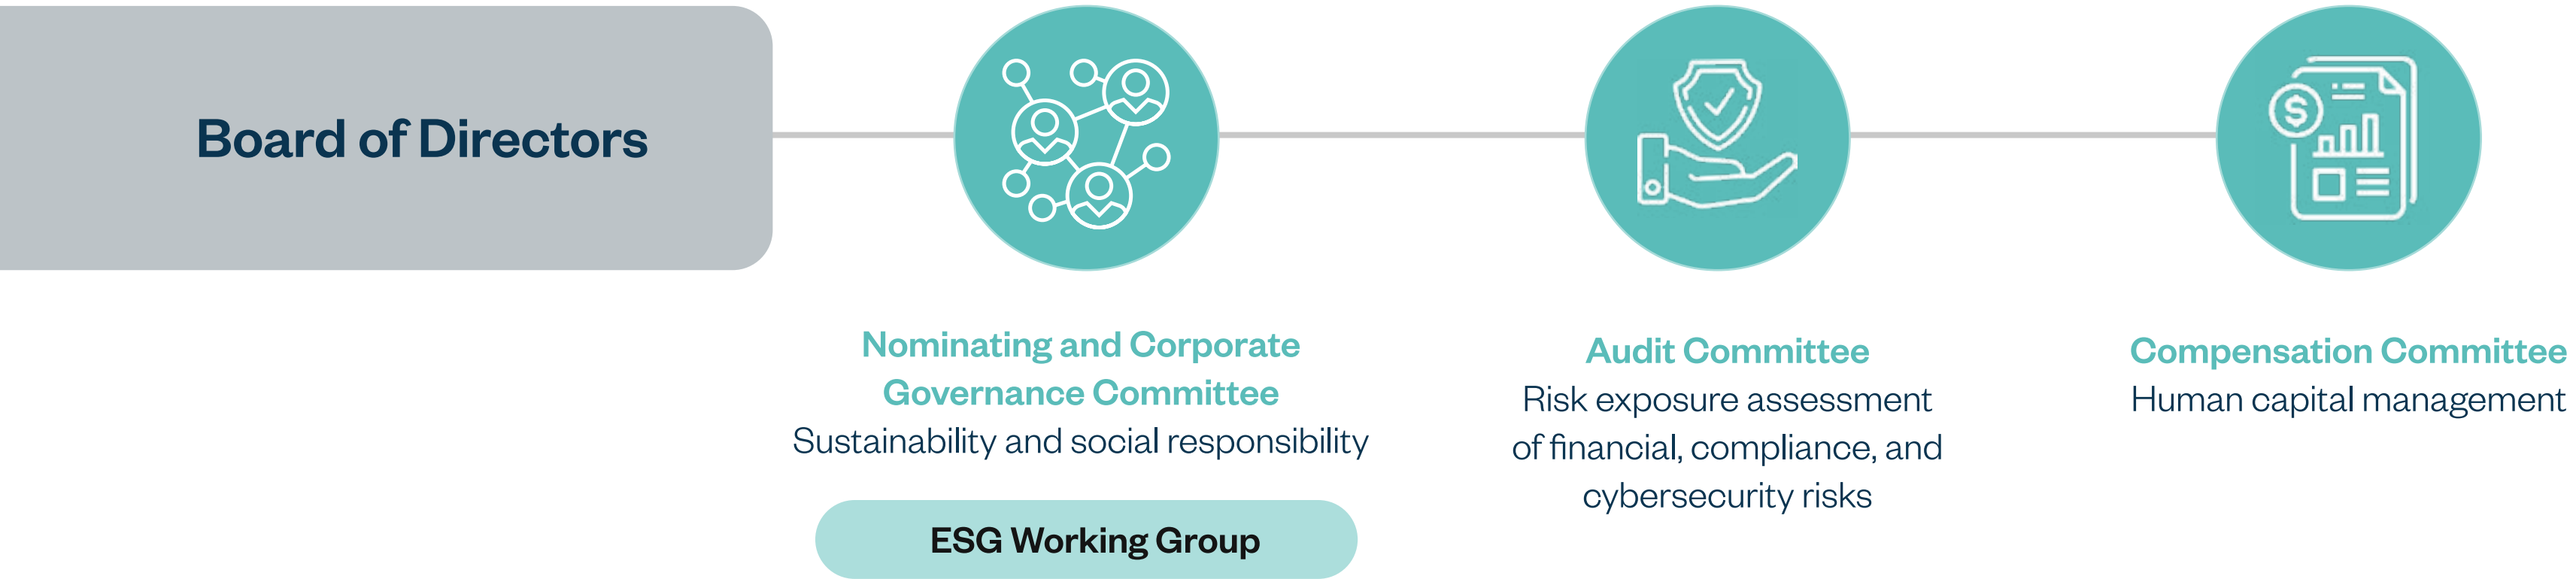 Board of Directors
Nominating and Corporate
Governance Committee
Sustainability and social responsibility
ESG Working Group
Audit Committee
Risk exposure assessment
of financial, compliance, and
cybersecurity risks
Compensation Committee
Human capital management
$